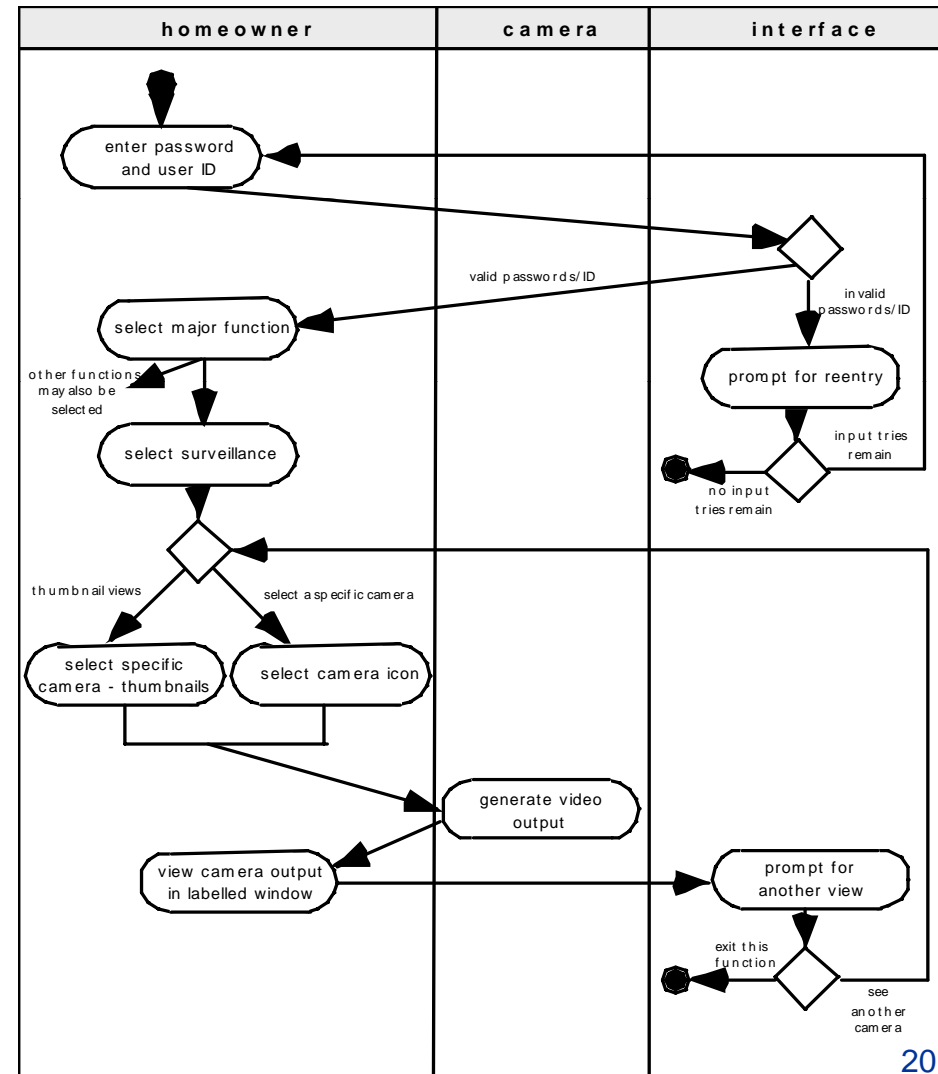 homeowner
camera
interface
enter password
and user ID
valid passwords/ID
invalid
passwords/ID
select major function
other functions
may also be
selected
prompt for reentry
select surveillance
input tries
remain
no input
tries remain
thumbnail views
select a specific camera
select specific
camera - thumbnails
select camera icon
generate video
output
view camera output
in labelled window
prompt for
another view
exit this
function
see
another
camera
20